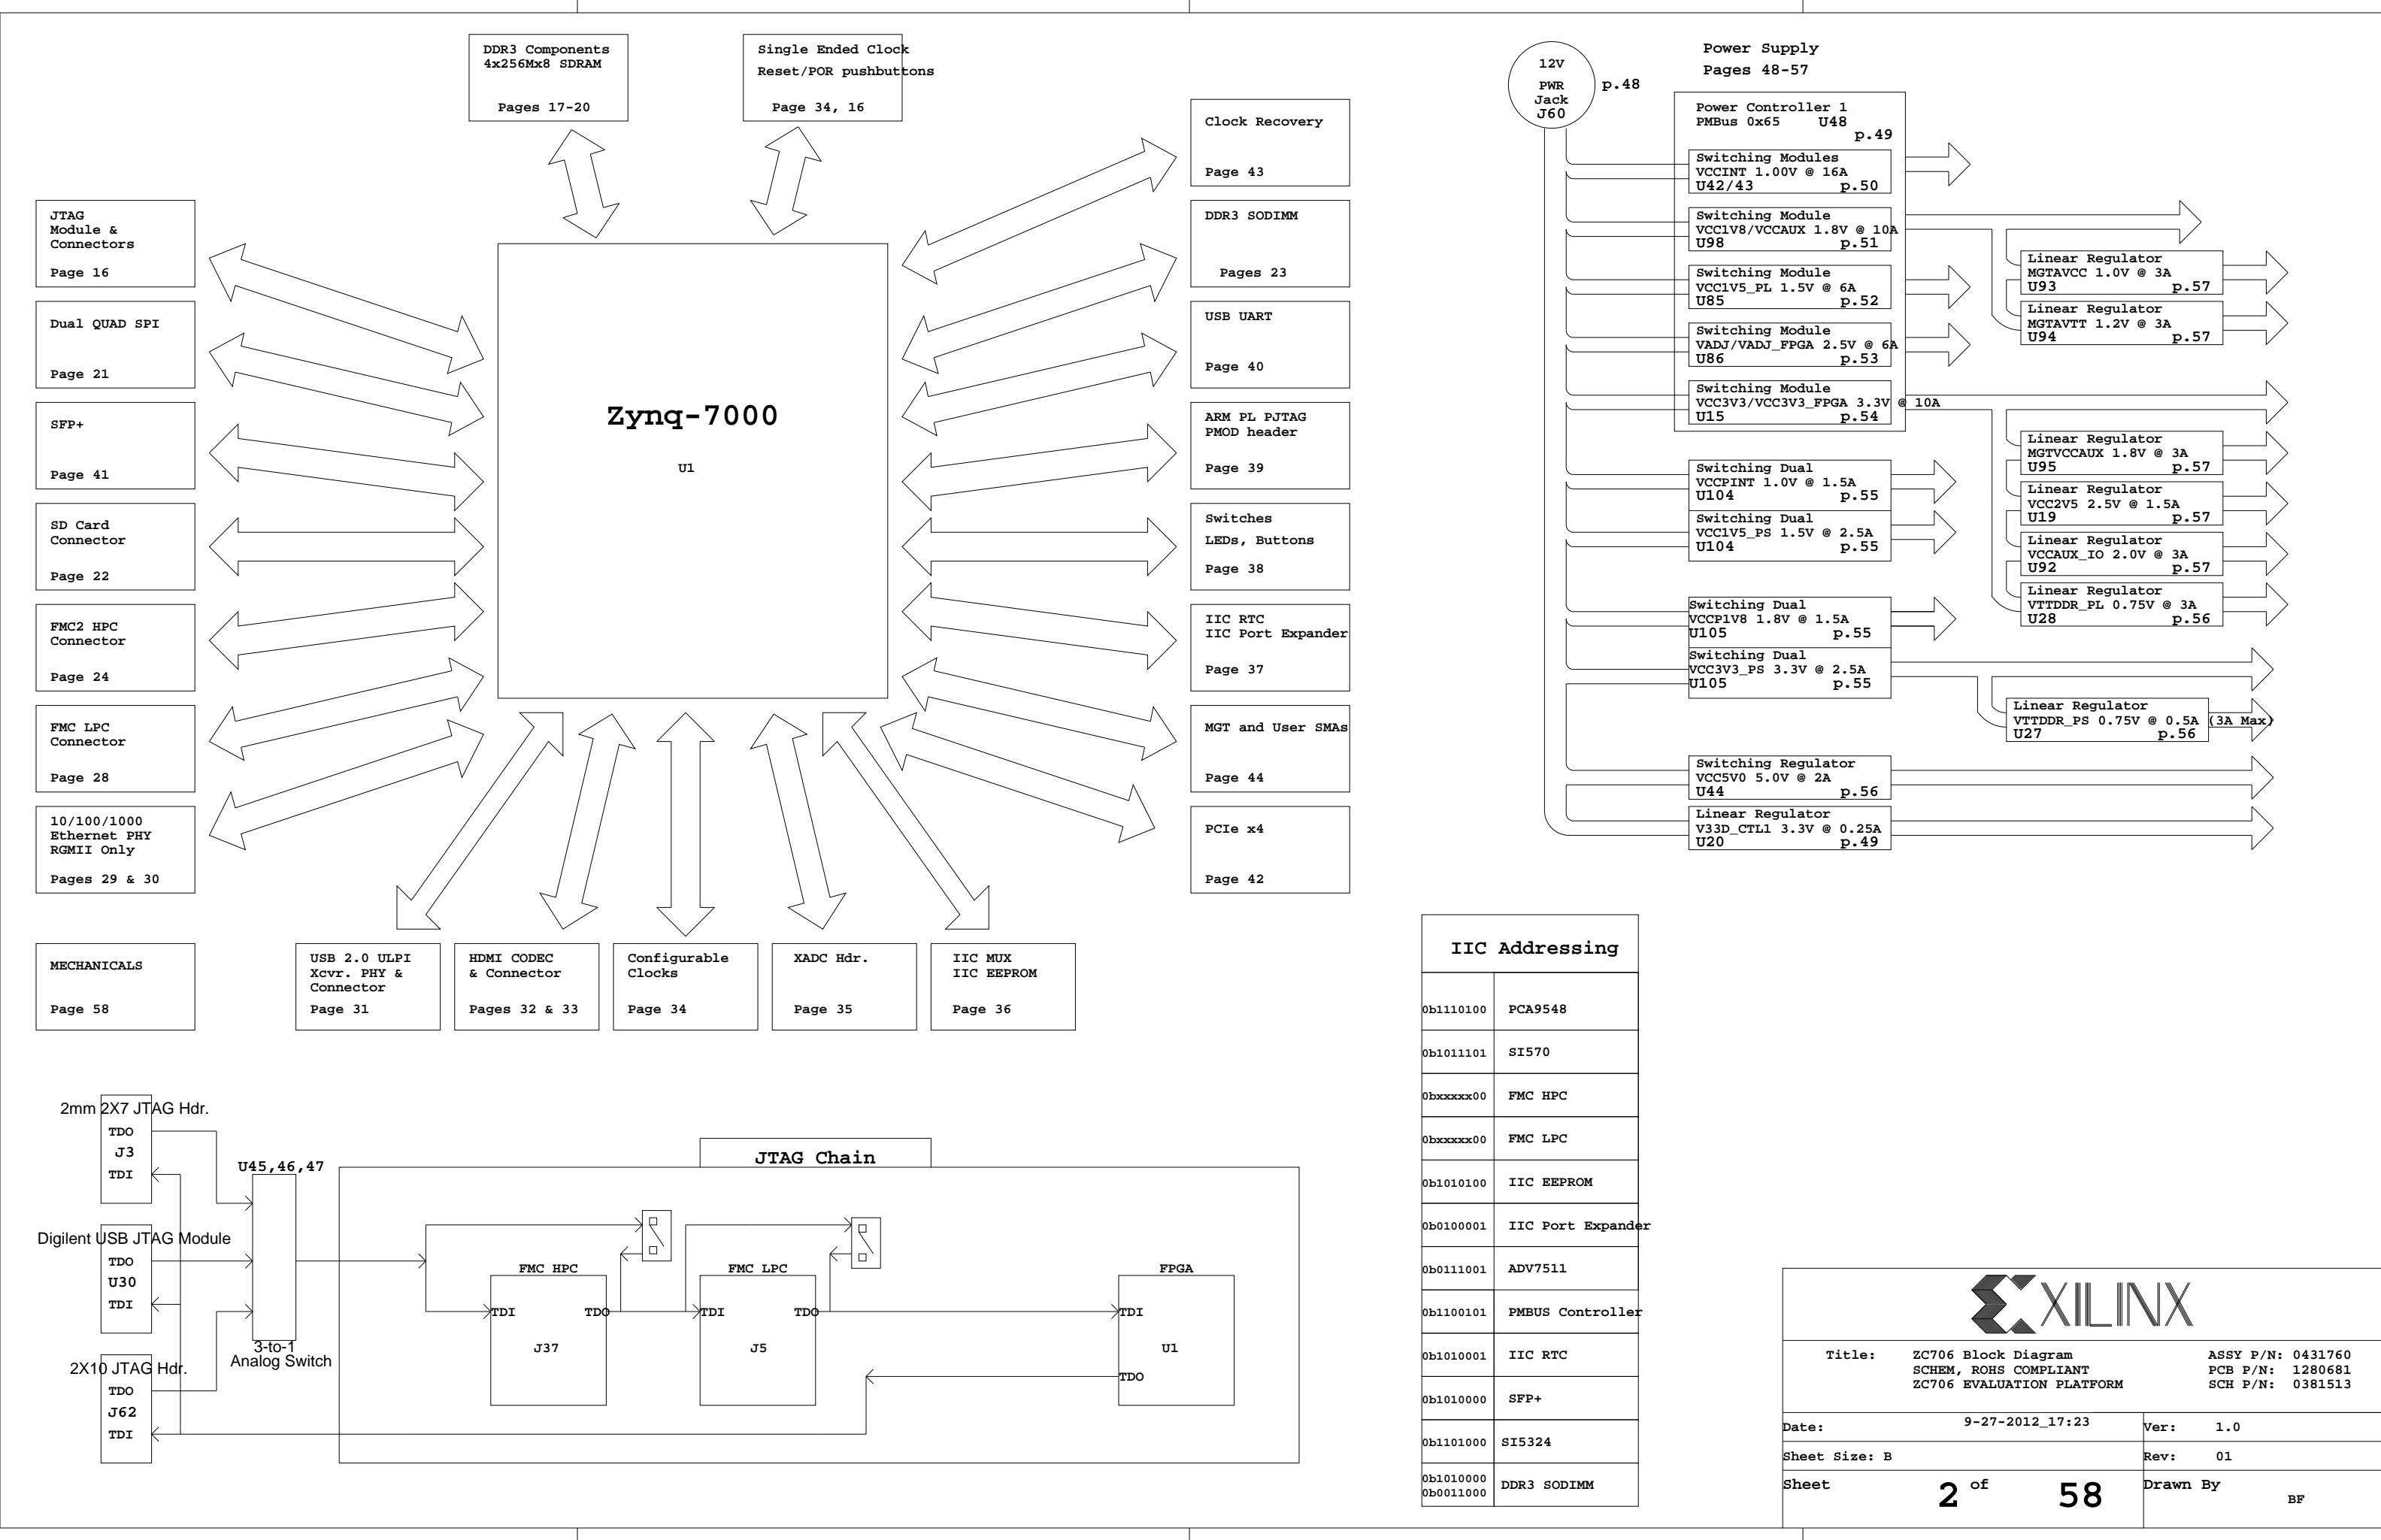 DDR3 Components
4x256Mx8 SDRAM
Pages 17-20
Single Ended Clock
Reset/POR pushbuttons
Page 34, 16
Clock Recovery
Page 43
DDR3 SODIMM
Pages 23
USB UART
Page 40
ARM PL PJTAG
PMOD header
Page 39
Switches
LEDs, Buttons
Page 38
IIC RTC
IIC Port Expander
Page 37
MGT and User SMAs
Page 44
PCIe x4
Page 42
JTAG
Module &
Connectors
Page 16
Dual QUAD SPI
Page 21
SFP+
Page 41
SD Card
Connector
Page 22
FMC2 HPC
Connector
Page 24
FMC LPC
Connector
Page 28
10/100/1000
Ethernet PHY
RGMII Only
Pages 29 & 30
Zynq-7000
U1
MECHANICALS
Page 58
USB 2.0 ULPI
Xcvr. PHY &
Connector
Page 31
HDMI CODEC
& Connector
Pages 32 & 33
Configurable
Clocks
Page 34
XADC Hdr.
Page 35
IIC MUX
IIC EEPROM
Page 36
12V
PWR
Jack
J60
p.48
Power Supply
Pages 48-57
Power Controller 1
PMBus 0x65 U48
p.49
Switching Modules
VCCINT 1.00V @ 16A
U42/43 p.50
Switching Module
VCC1V8/VCCAUX 1.8V @ 10A
U98 p.51
Switching Module
VCC1V5_PL 1.5V @ 6A
U85 p.52
Switching Module
VADJ/VADJ_FPGA 2.5V @ 6A
U86 p.53
Switching Module
VCC3V3/VCC3V3_FPGA 3.3V @ 10A
U15 p.54
Switching Dual
VCCPINT 1.0V @ 1.5A
U104 p.55
Switching Dual
VCC1V5_PS 1.5V @ 2.5A
U104 p.55
Switching Dual
VCCP1V8 1.8V @ 1.5A
U105 p.55
Switching Dual
VCC3V3_PS 3.3V @ 2.5A
U105 p.55
Switching Regulator
VCC5V0 5.0V @ 2A
U44 p.56
Linear Regulator
V33D_CTL1 3.3V @ 0.25A
U20 p.49
Linear Regulator
MGTAVCC 1.0V @ 3A
U93 p.57
Linear Regulator
MGTAVTT 1.2V @ 3A
U94 p.57
Linear Regulator
MGTVCCAUX 1.8V @ 3A
U95 p.57
Linear Regulator
VCC2V5 2.5V @ 1.5A
U19 p.57
Linear Regulator
VCCAUX_IO 2.0V @ 3A
U92 p.57
Linear Regulator
VTTDDR_PL 0.75V @ 3A
U28 p.56
Linear Regulator
VTTDDR_PS 0.75V @ 0.5A (3A Max)
U27 p.56
IIC Addressing
0b1110100 PCA9548
0b1011101 SI570
0bxxxxx00 FMC HPC
0bxxxxx00 FMC LPC
0b1010100 IIC EEPROM
0b0100001 IIC Port Expander
0b0111001 ADV7511
0b1100101 PMBUS Controller
0b1010001 IIC RTC
0b1010000 SFP+
0b1101000 SI5324
0b1010000
0b0011000 DDR3 SODIMM
2mm 2X7 JTAG Hdr.
TDO
J3
TDI
Digilent USB JTAG Module
TDO
U30
TDI
2X10 JTAG Hdr.
TDO
J62
TDI
U45,46,47
3-to-1
Analog Switch
JTAG Chain
FMC HPC
TDI TDO
J37
FMC LPC
TDI TDO
J5
FPGA
TDI
U1
TDO
XILINX
Title: ZC706 Block Diagram
SCHEM, ROHS COMPLIANT
ZC706 EVALUATION PLATFORM
ASSY P/N: 0431760
PCB P/N: 1280681
SCH P/N: 0381513
Date: 9-27-2012_17:23
Ver: 1.0
Sheet Size: B
Rev: 01
Sheet 2 of 58
Drawn By
BF